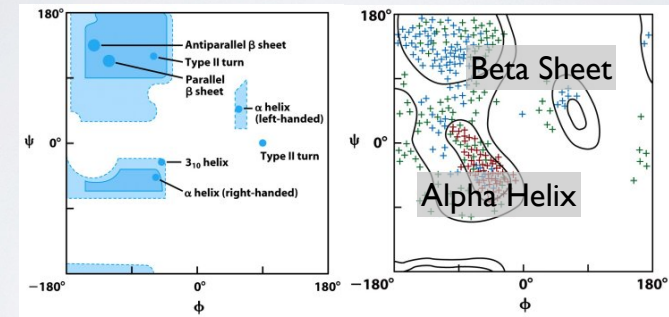 180°
Antiparallel β sheet
Type II turn
Parallel
β sheet
α helix
(left-handed)
ψ 0°
Type II turn
3₁₀ helix
α helix (right-handed)
−180°
0°
180°
ϕ
180°
Beta Sheet
ψ 0°
Alpha Helix
−180°
0°
180°
ϕ